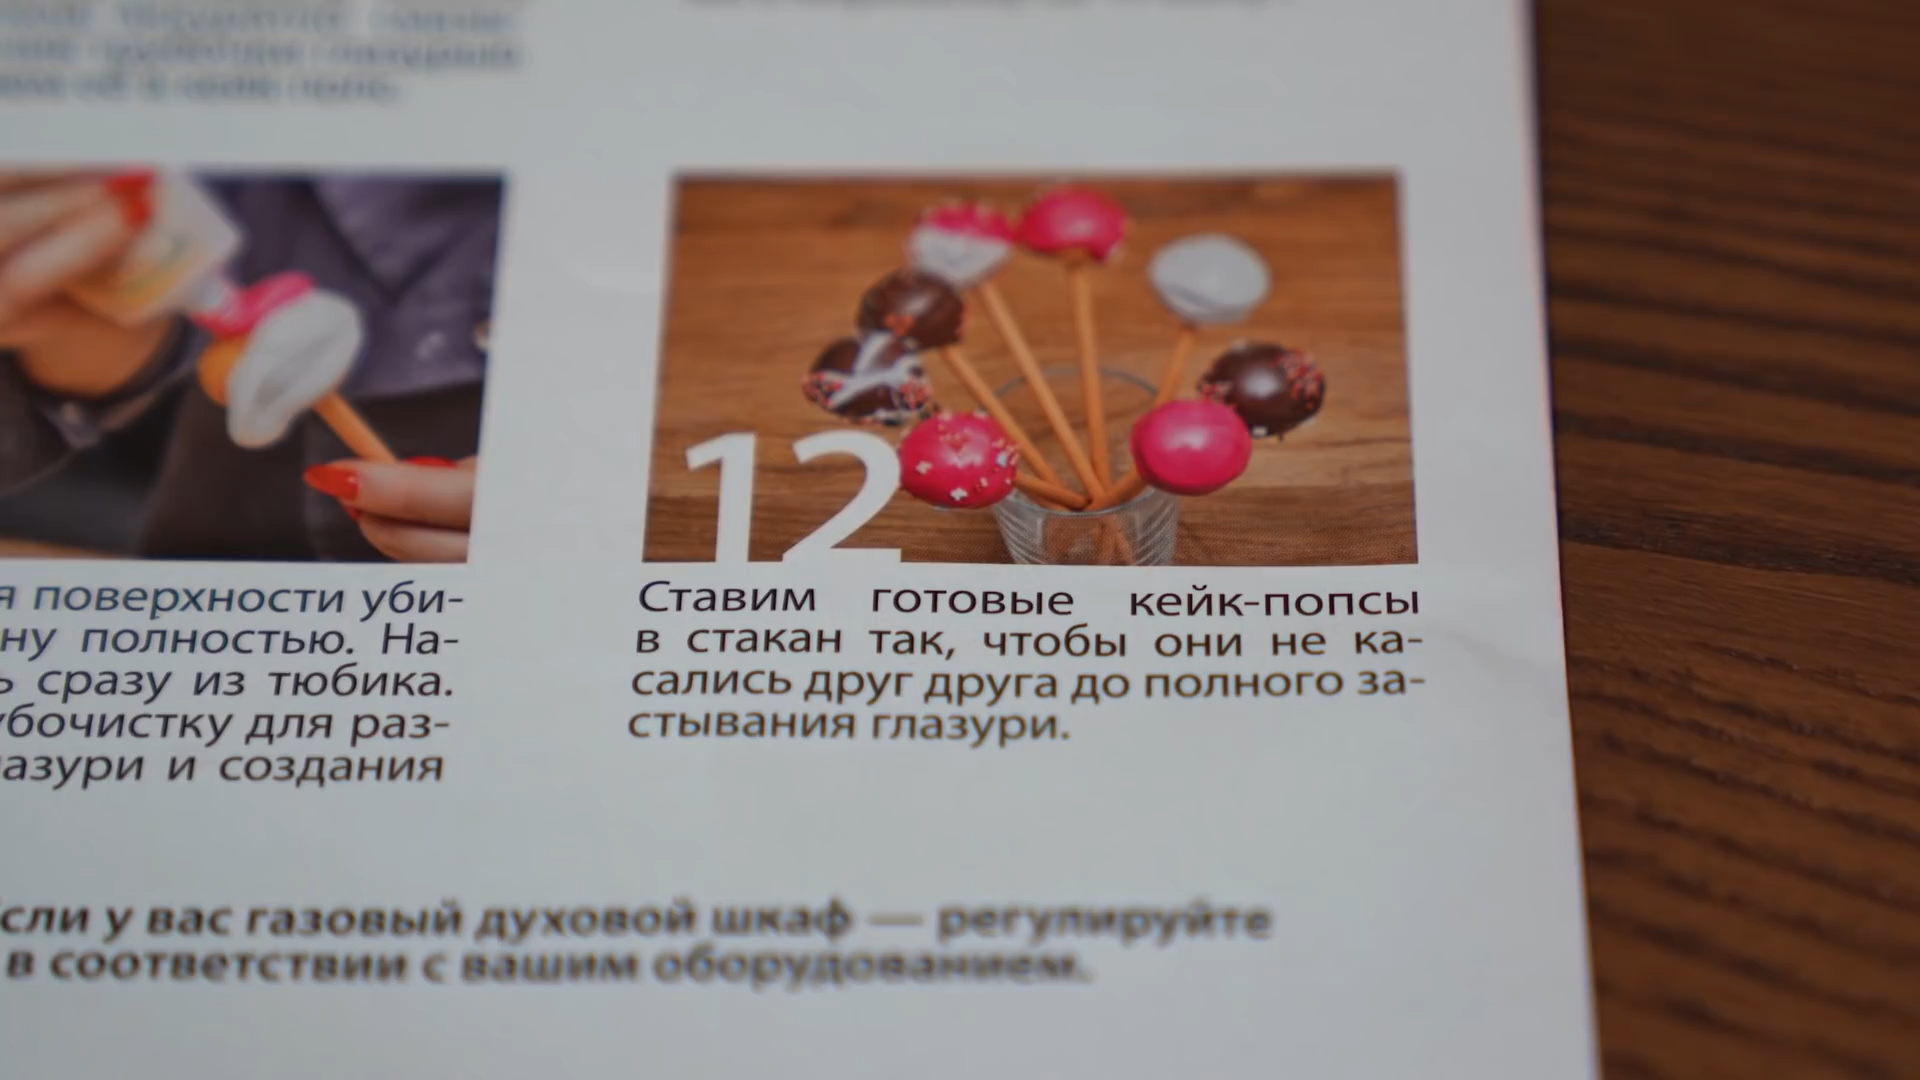 12
я поверхности уби-
ну полностью. На-
ь сразу из тюбика.
убочистку для раз-
лазури и создания
Ставим готовые кейк-попсы
в стакан так, чтобы они не ка-
сались друг друга до полного за-
стывания глазури.
сли у вас газовый духовой шкаф — регулируйте
в соответствии с вашим оборудованием.